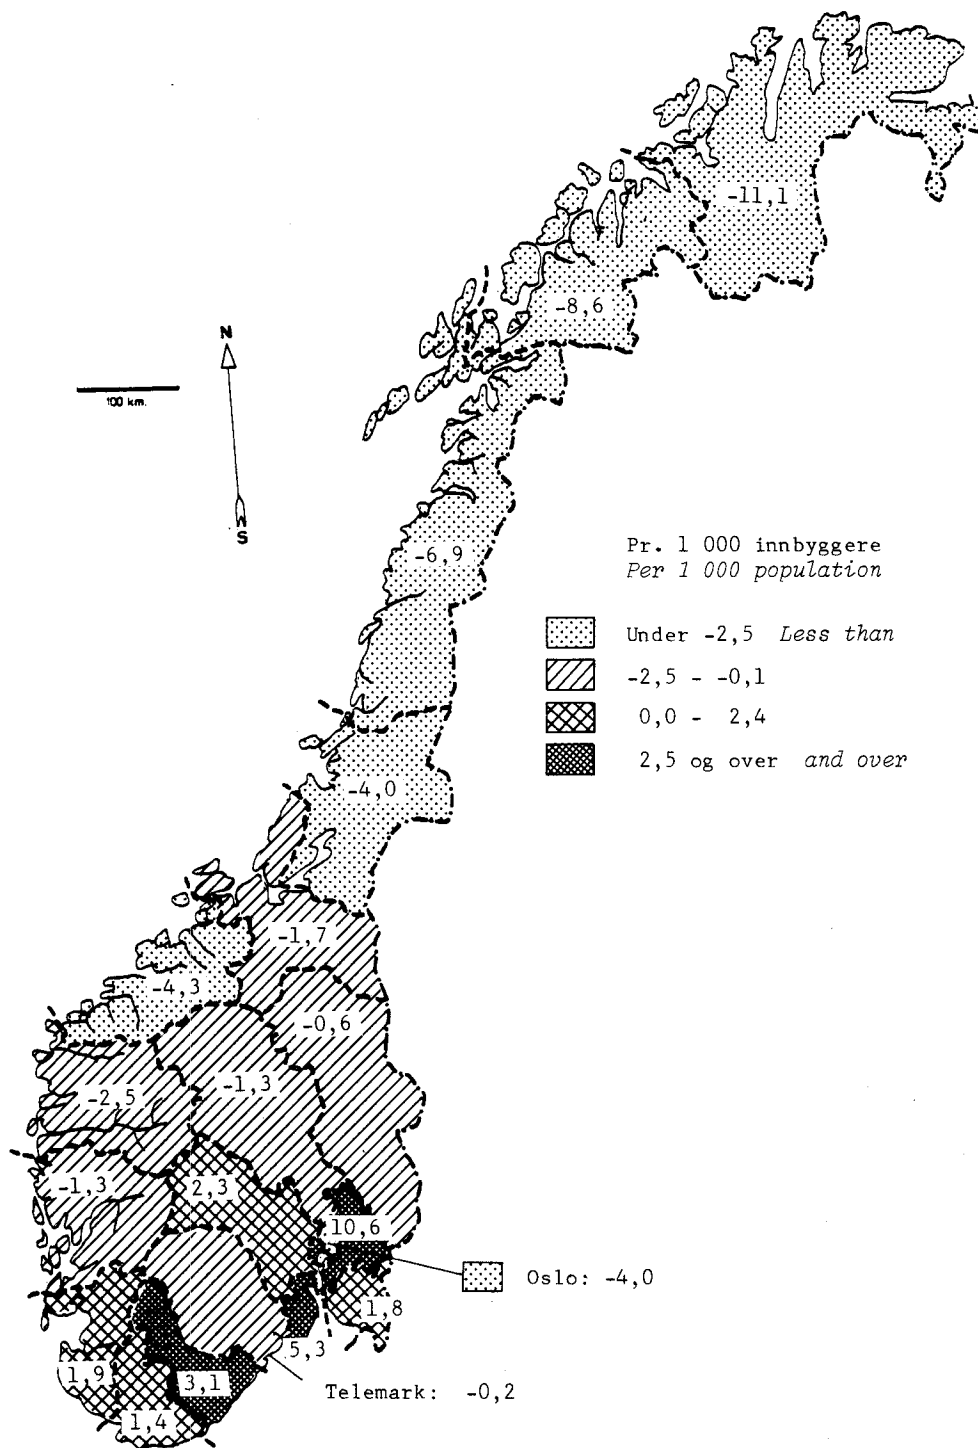 -11,1
-8,6
N
100 km.
S
-6,9
Pr. 1 000 innbyggere
Per 1 000 population
Under -2,5 Less than
-2,5 - -0,1
0,0 - 2,4
2,5 og over and over
-4,0
-1,7
-4,3
-0,6
-1,3
-2,5
-1,3
2,3
10,6
Oslo: -4,0
1,8
5,3
1,9
3,1
Telemark: -0,2
1,4